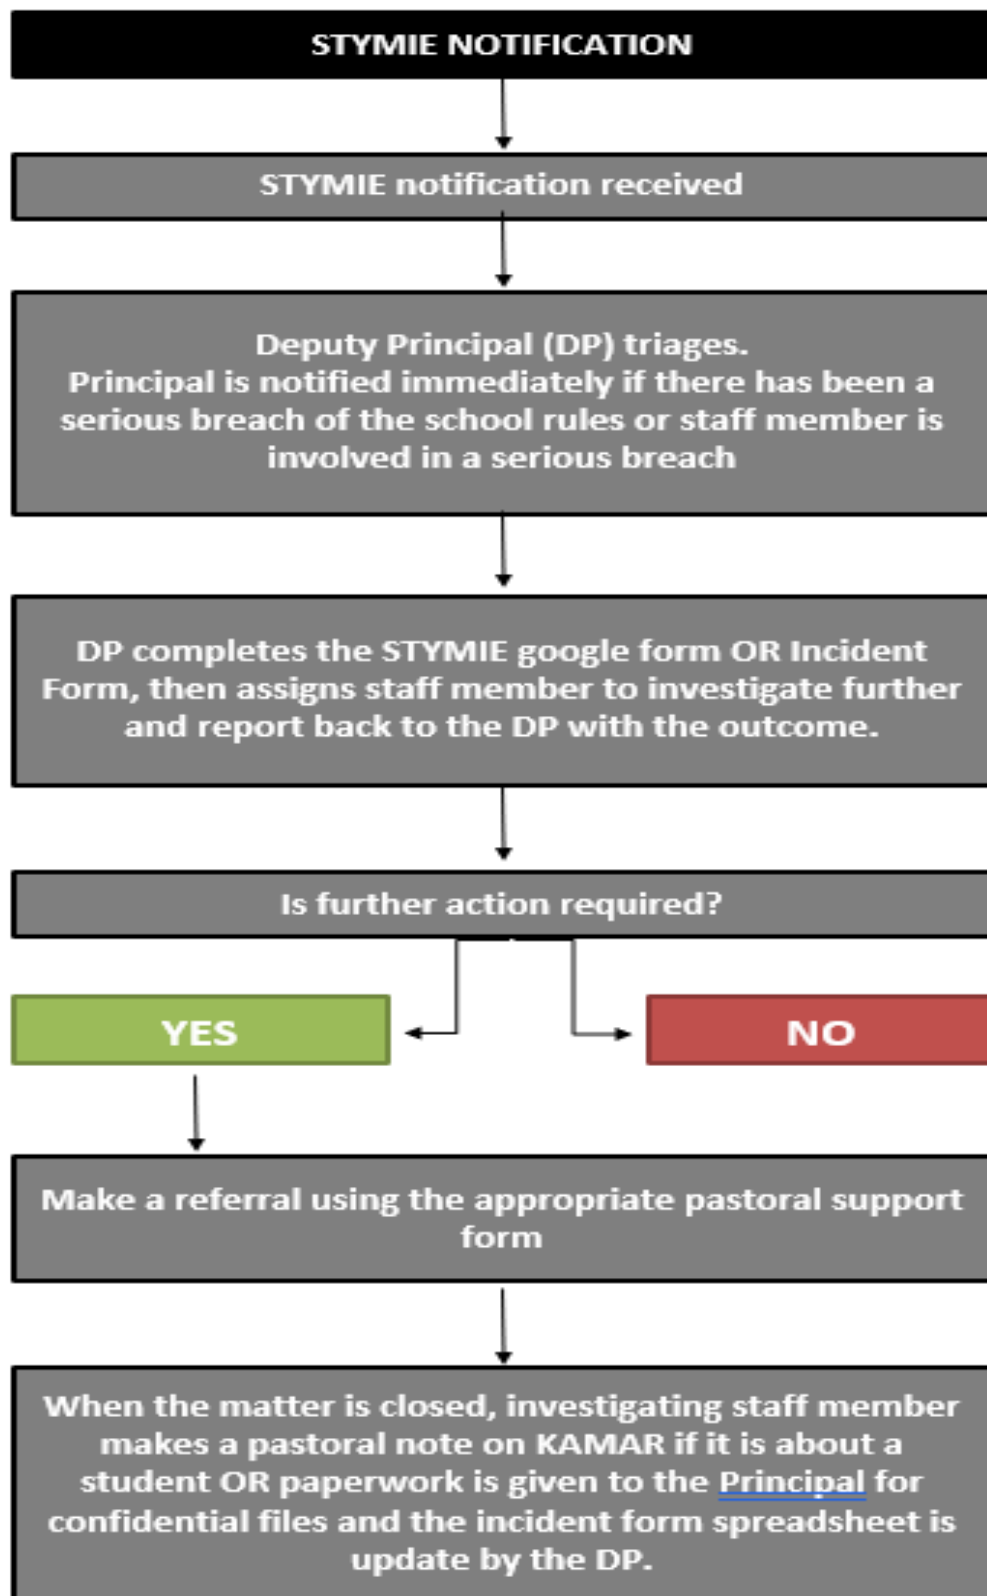 STYMIE NOTIFICATION
STYMIE notification received
Deputy Principal (DP) triages.
Principal is notified immediately if there has been a
serious breach of the school rules or staff member is
involved in a serious breach
DP completes the STYMIE google form OR Incident
Form, then assigns staff member to investigate further
and report back to the DP with the outcome.
Is further action required?
YES
NO
Make a referral using the appropriate pastoral support
form
When the matter is closed, investigating staff member
makes a pastoral note on KAMAR if it is about a
student OR paperwork is given to the Principal for
confidential files and the incident form spreadsheet is
update by the DP.